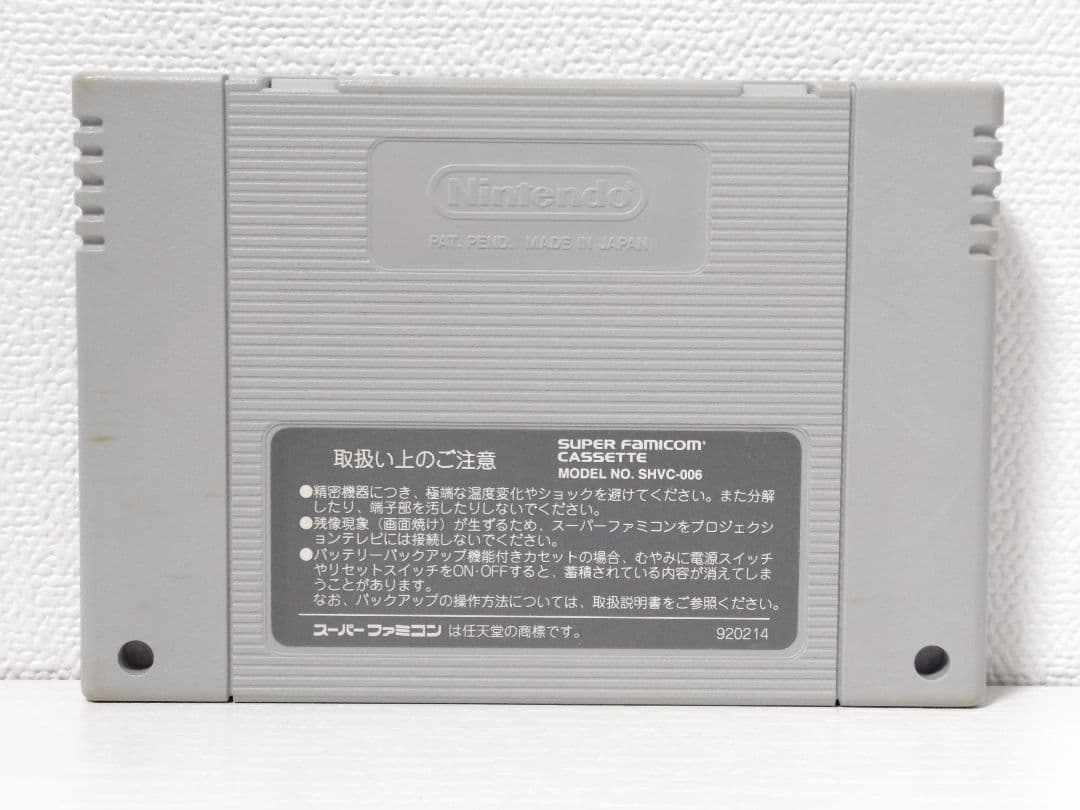 Nintendo®
PAT. PEND. MADE IN JAPAN
取扱い上のご注意
SUPER FAMICOM
CASSETTE
MODEL NO. SHVC-006
●精密機器につき、極端な温度変化やショックを避けてください。また分解
したり、端子部を汚したりしないでください。
●残像現象（画面焼け）が生ずるため、スーパーファミコンをプロジェクシ
ョンテレビには接続しないでください。
●バッテリーバックアップ機能付きカセットの場合、むやみに電源スイッチ
やリセットスイッチをON・OFFすると、蓄積されている内容が消えてしま
うことがあります。
なお、バックアップの操作方法については、取扱説明書をご参照ください。
スーパーファミコン は任天堂の商標です。
920214